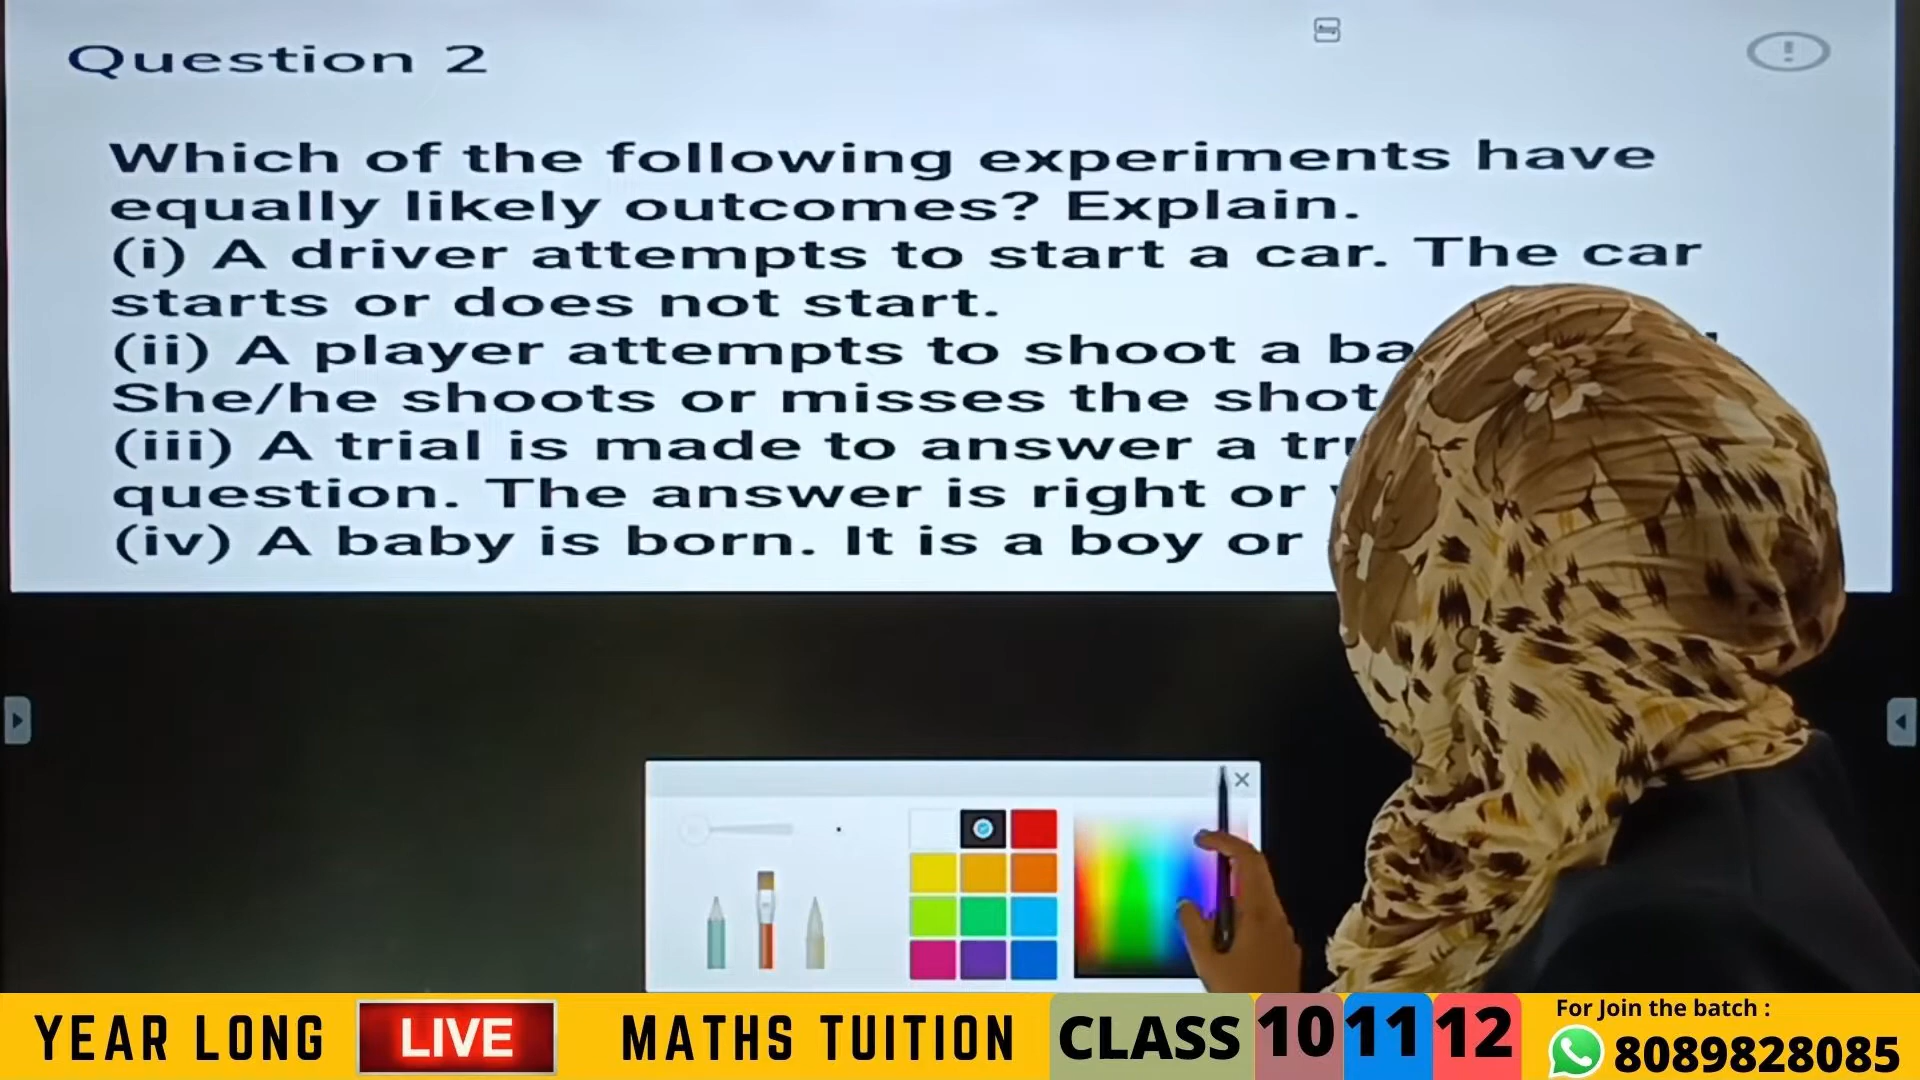 Question 2
Which of the following experiments have
equally likely outcomes? Explain.
(i) A driver attempts to start a car. The car
starts or does not start.
(ii) A player attempts to shoot a
She/he shoots or misses the shot
(iii) A trial is made to answer a
question. The answer is right or
(iv) A baby is born. It is a boy or
YEAR LONG LIVE MATHS TUITION CLASS 10 11 12
For Join the batch :
8089828085